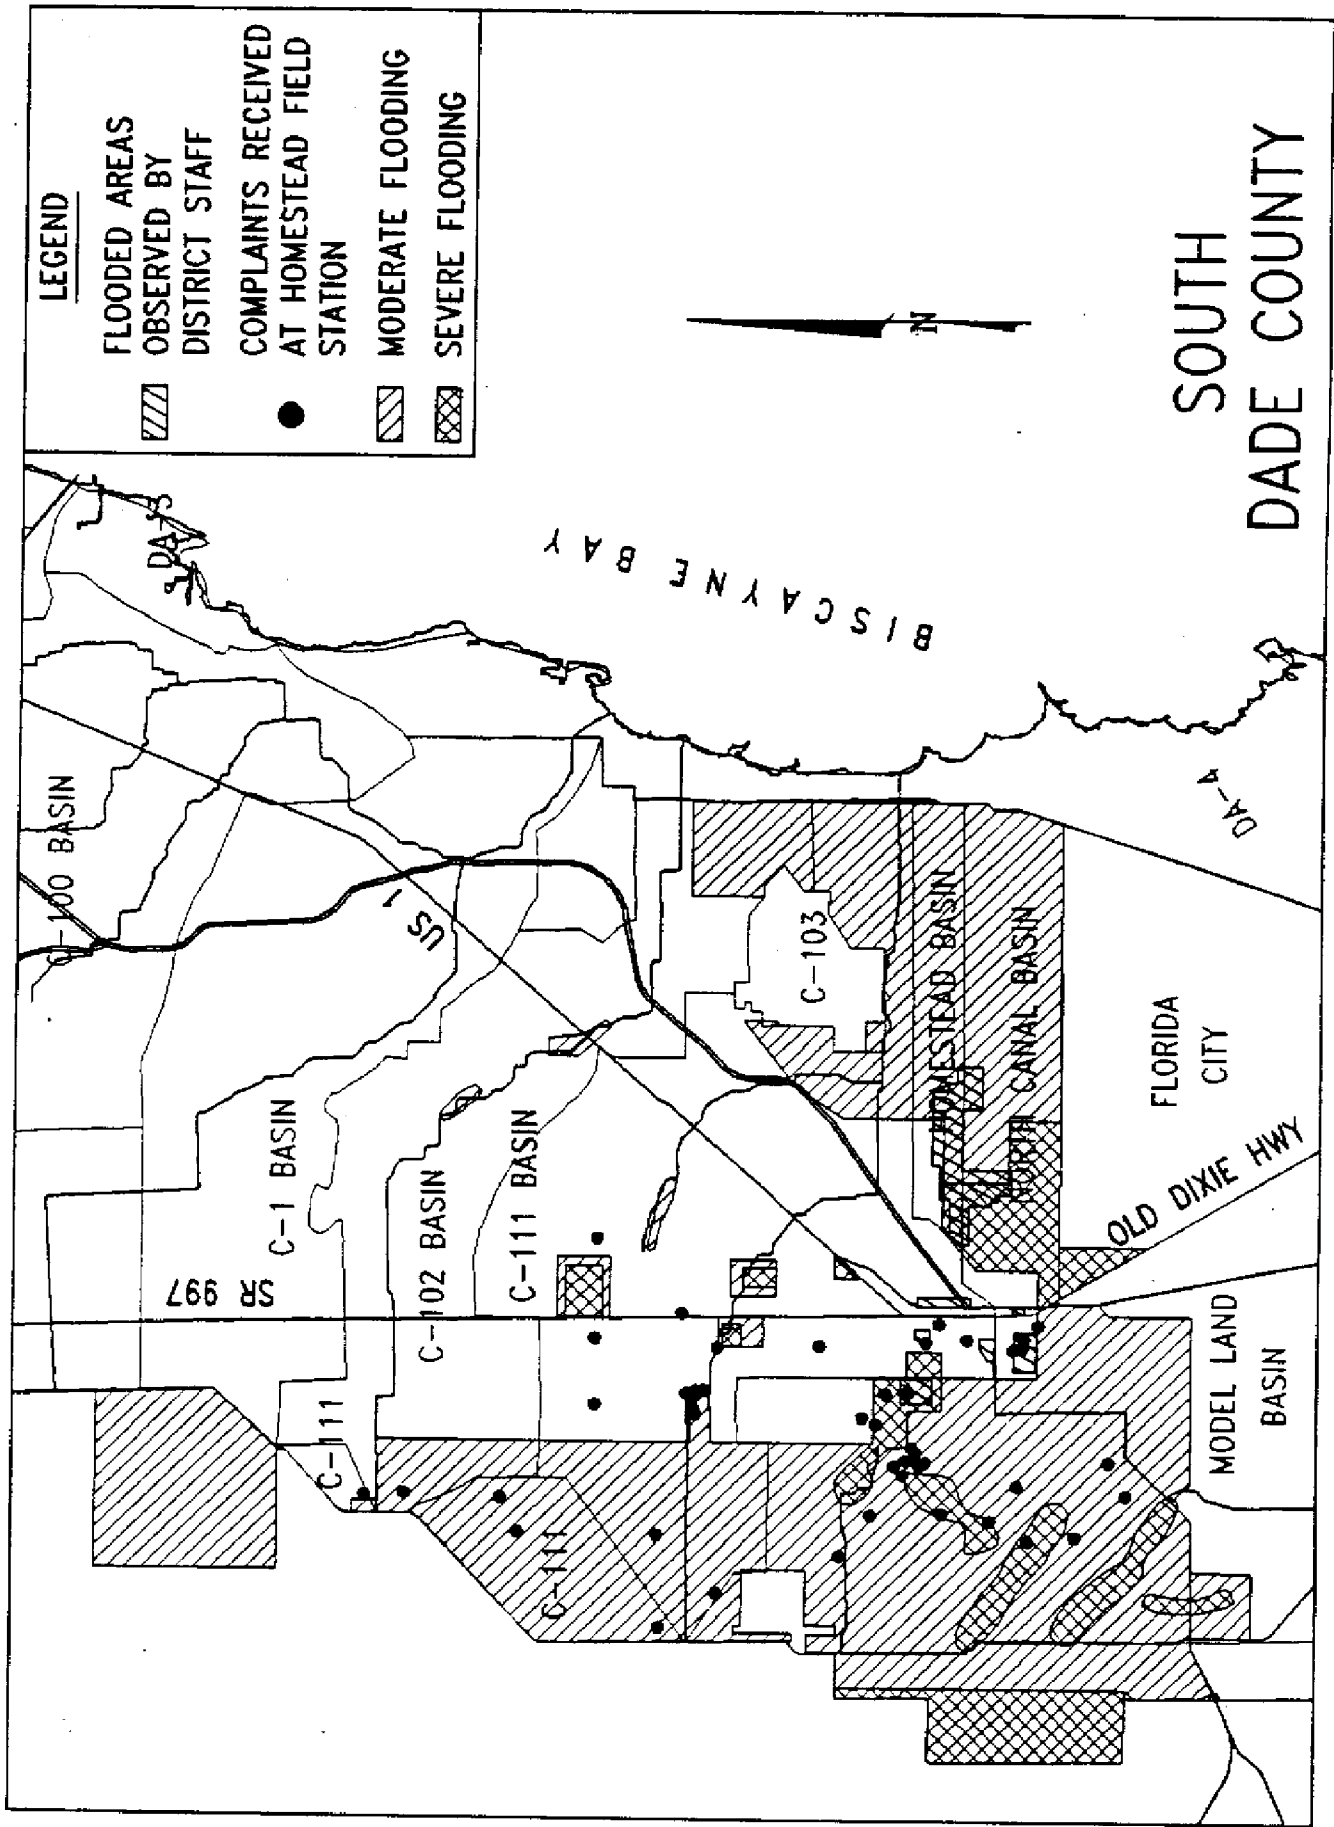 LEGEND
FLOODED AREAS
OBSERVED BY
DISTRICT STAFF
COMPLAINTS RECEIVED
AT HOMESTEAD FIELD
STATION
MODERATE FLOODING
SEVERE FLOODING
C-100 BASIN
DA-
US 1
BISCAYNE BAY
C-1 BASIN
SR 997
C-102 BASIN
C-111 BASIN
C-111
C-111
C-103
HOMESTEAD BASIN
NORTH CANAL BASIN
N
DA-4
FLORIDA
CITY
OLD DIXIE HWY
MODEL LAND
BASIN
SOUTH
DADE COUNTY